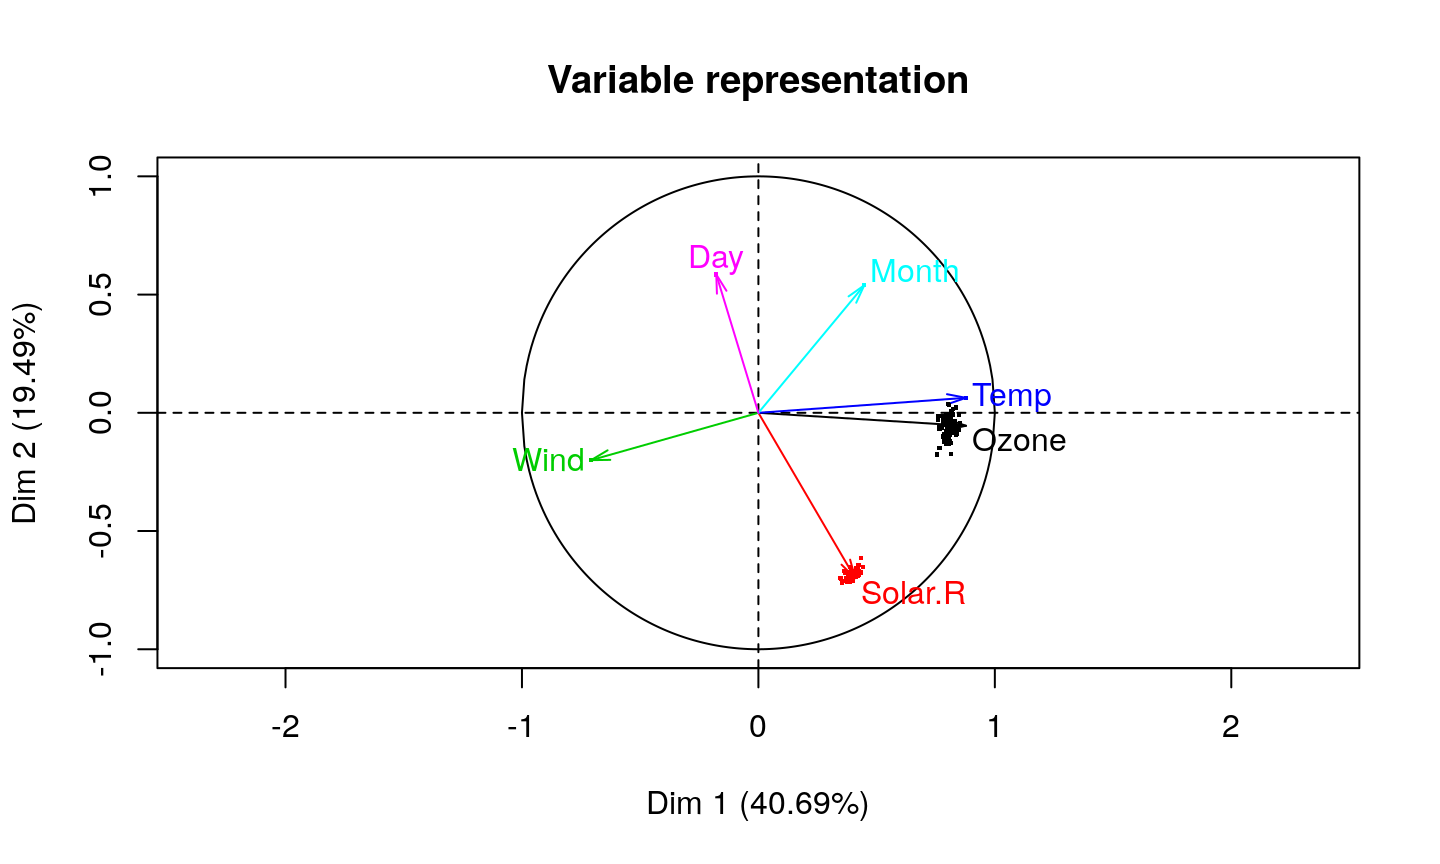 Variable representation
1.0
0.5
0.0
-0.5
-1.0
Dim 2 (19.49%)
Day
Month
Temp
Ozone
Wind
Solar.R
-2
-1
0
1
2
Dim 1 (40.69%)